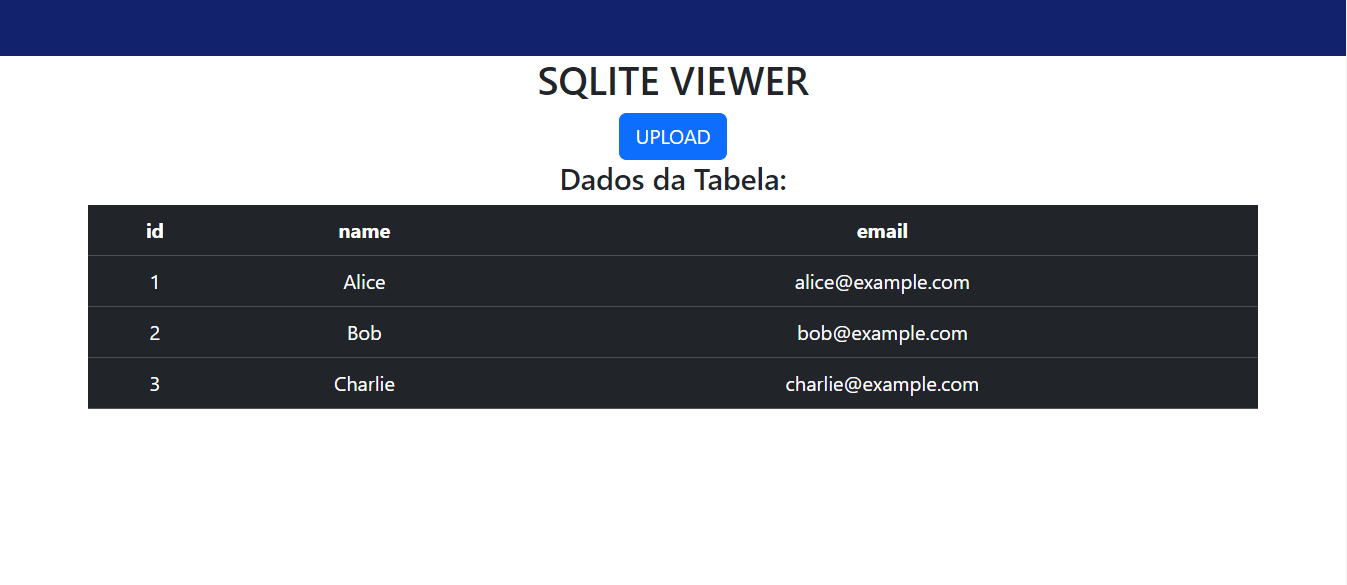 SQLITE VIEWER
UPLOAD
Dados da Tabela:
id name email
1 Alice alice@example.com
2 Bob bob@example.com
3 Charlie charlie@example.com